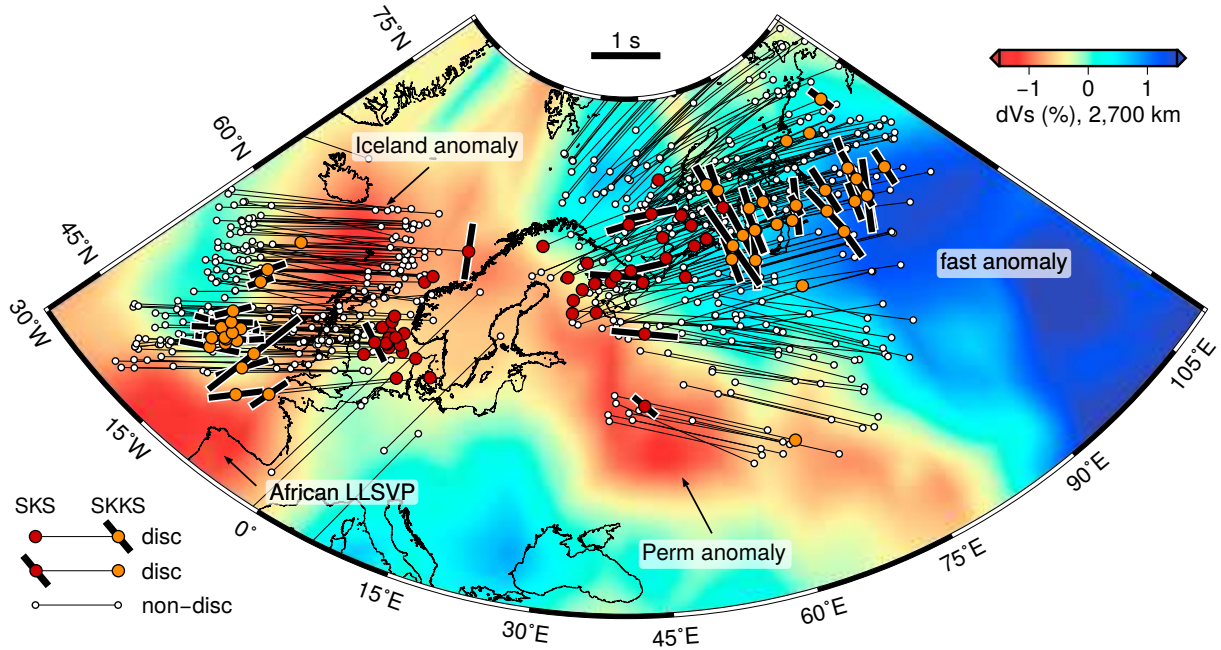 75˚N
60˚N
45˚N
30˚W
15˚W
0˚
15˚E
30˚E
45˚E
60˚E
75˚E
90˚E
105˚E
1 s
−1 0 1
dVs (%), 2,700 km
Iceland anomaly
fast anomaly
African LLSVP
Perm anomaly
SKS SKKS
disc
disc
non−disc